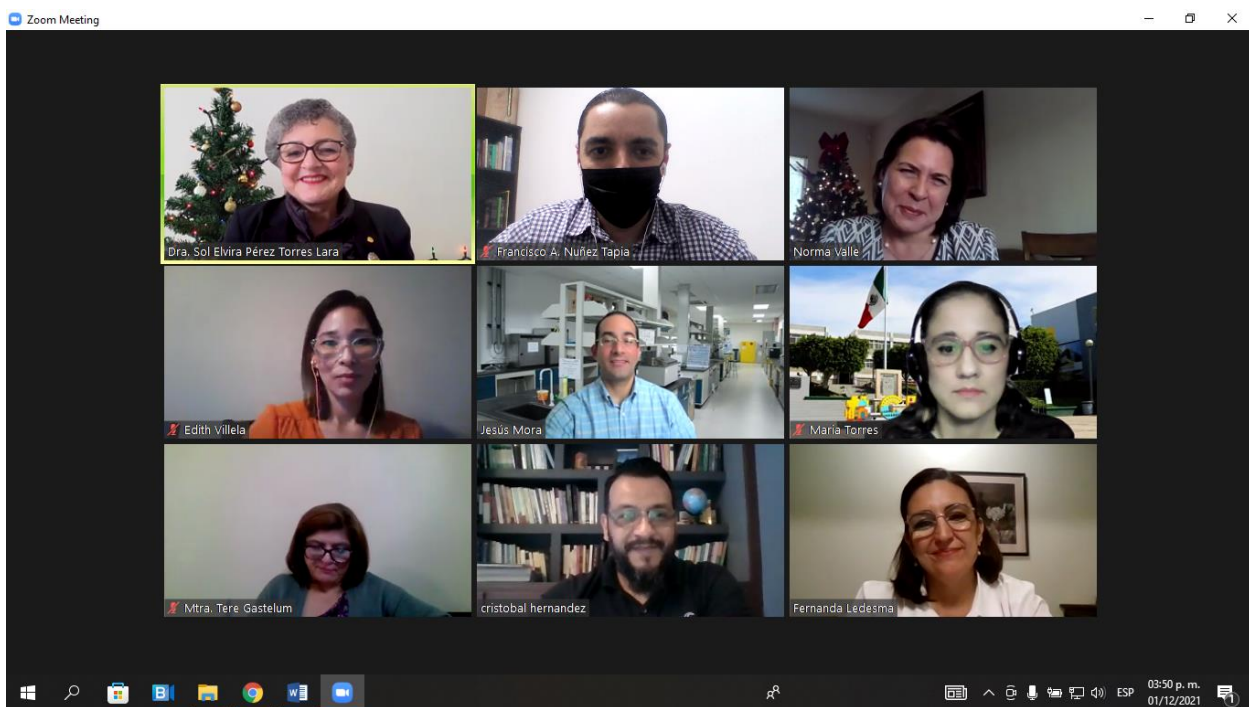 Zoom Meeting
Dra. Sol Elvira Pérez Torres Lara
Francisco A. Nuñez Tapia
Norma Valle
Edith Villela
Jesús Mora
María Torres
Mtra. Tere Gastelum
cristobal hernandez
Fernanda Ledesma
ESP
03:50 p. m.
01/12/2021